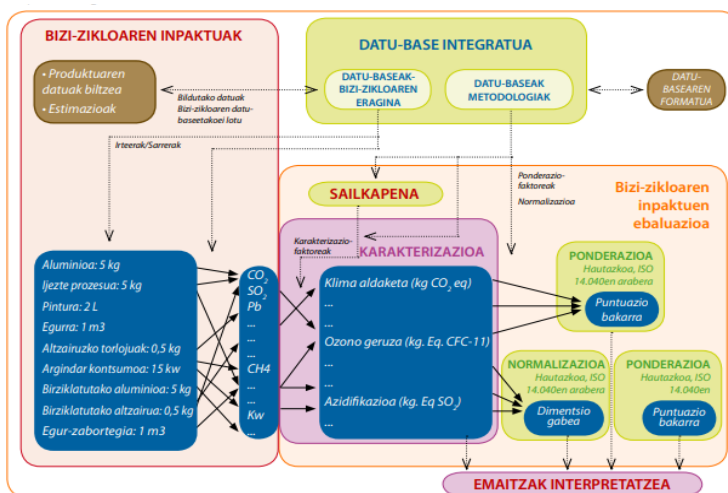 BIZI-ZIKLOAREN INPAKTUAK
• Produktuaren
datuak biltzea
• Estimazioak
Bildutako datuak
Bizi-zikloaren datu-
baseetakoei lotu
Irteerak/Sarrerak
DATU-BASE INTEGRATUA
DATU-BASEAK-
BIZI-ZIKLOAREN
ERAGINA
DATU-BASEAK
METODOLOGIAK
DATU-
BASEAREN
FORMATUA
SAILKAPENA
Ponderazio-
faktoreak
Normalizazioa
Bizi-zikloaren
inpaktuen
ebaluazioa
Karakterizazio-
faktoreak
KARAKTERIZAZIOA
Aluminioa: 5 kg
Ijezte prozesua: 5 kg
Pintura: 2 L
Egurra: 1 m3
Altzairuzko torlojuak: 0,5 kg
Argindar kontsumoa: 15 kw
Birziklatutako aluminioa: 5 kg
Birziklatutako altzairua: 0,5 kg
Egur-zabortegia: 1 m3
CO2
SO2
Pb
...
...
...
CH4
...
Kw
...
Klima aldaketa (kg CO2 eq)
...
...
Ozono geruza (kg. Eq. CFC-11)
...
...
Azidifikazioa (kg. Eq SO2)
...
PONDERAZIOA
Hautazkoa, ISO
14.040en arabera
Puntuazio
bakarra
NORMALIZAZIOA
Hautazkoa, ISO
14.040en arabera
Dimentsio
gabea
PONDERAZIOA
Hautazkoa, ISO
14.040en
Puntuazio
bakarra
EMAITZAK INTERPRETATZEA